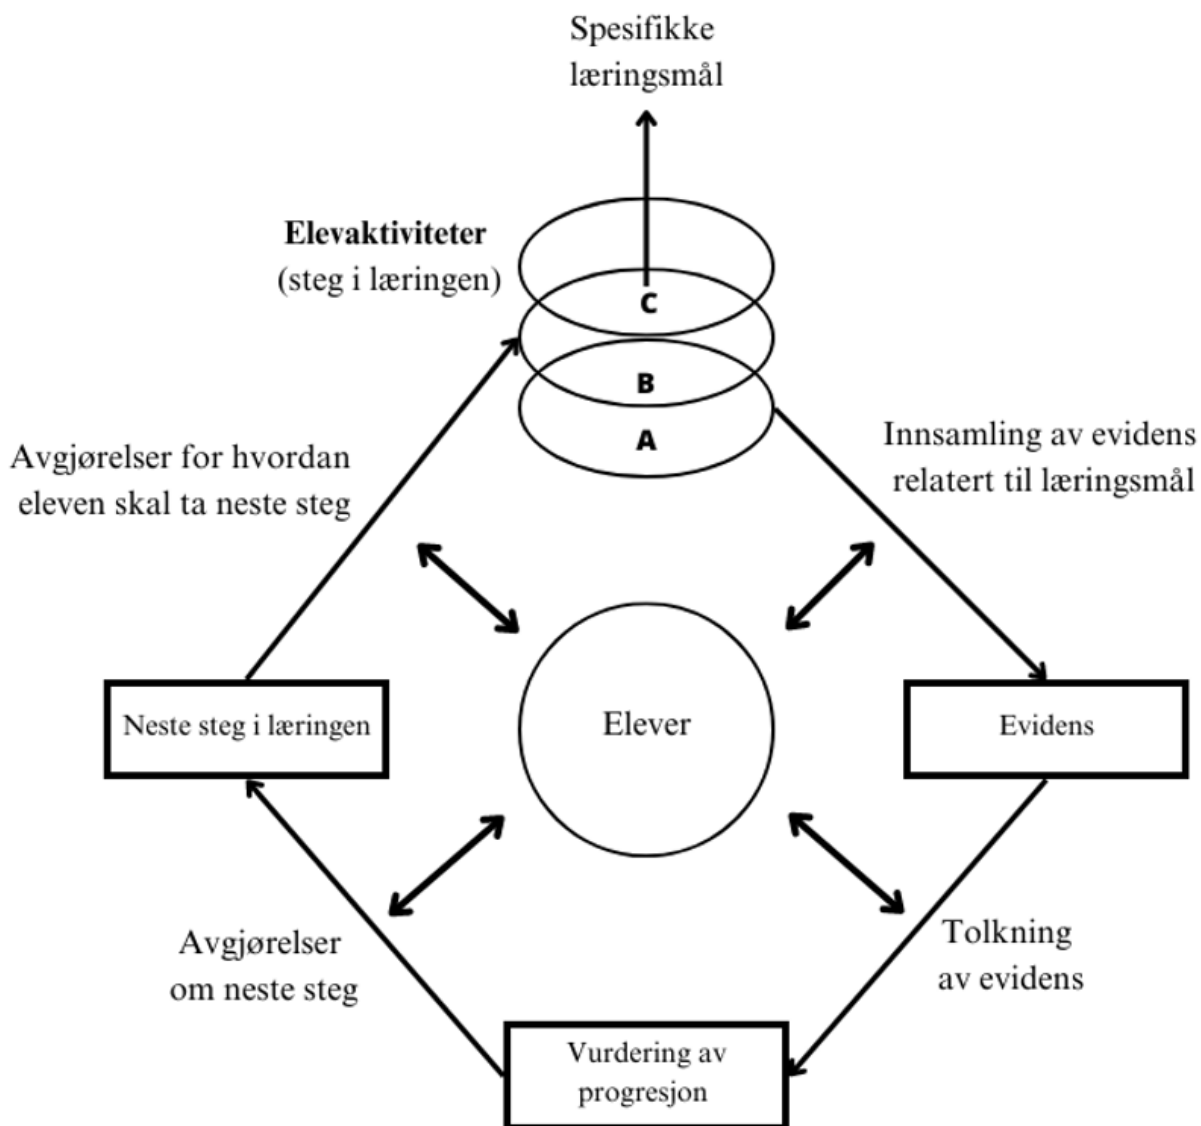 Spesifikke
læringsmål
Elevaktiviteter
(steg i læringen)
C
B
A
Avgjørelser for hvordan
eleven skal ta neste steg
Innsamling av evidens
relatert til læringsmål
Neste steg i læringen
Elever
Evidens
Avgjørelser
om neste steg
Tolkning
av evidens
Vurdering av
progresjon